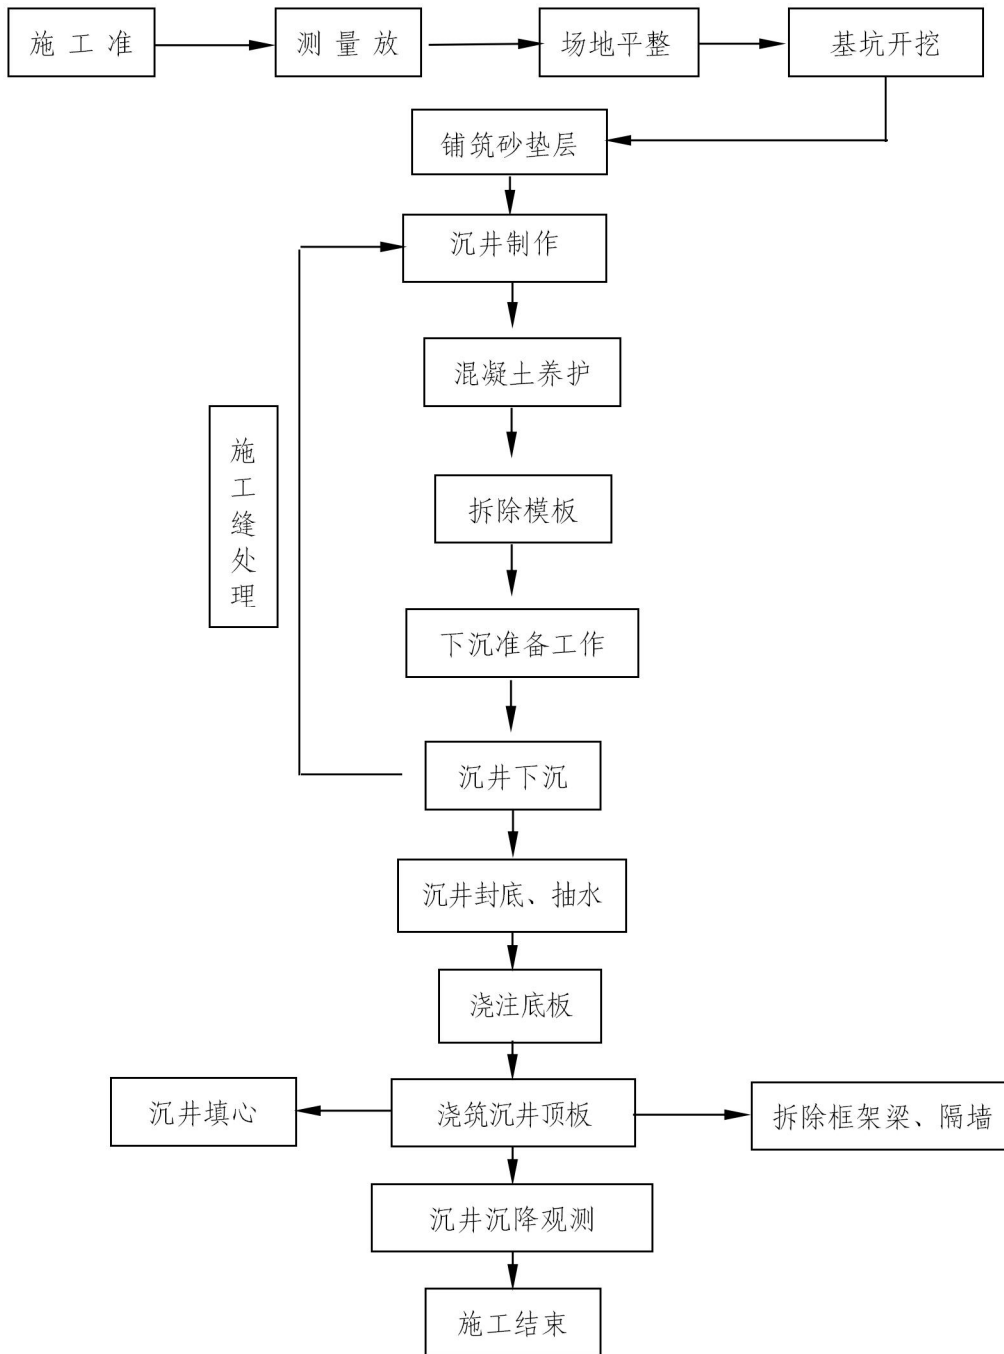 施 工 准
测 量 放
场地平整
基坑开挖
铺筑砂垫层
沉井制作
混凝土养护
施
工
缝
处
理
拆除模板
下沉准备工作
沉井下沉
沉井封底、抽水
浇注底板
沉井填心
浇筑沉井顶板
拆除框架梁、隔墙
沉井沉降观测
施工结束